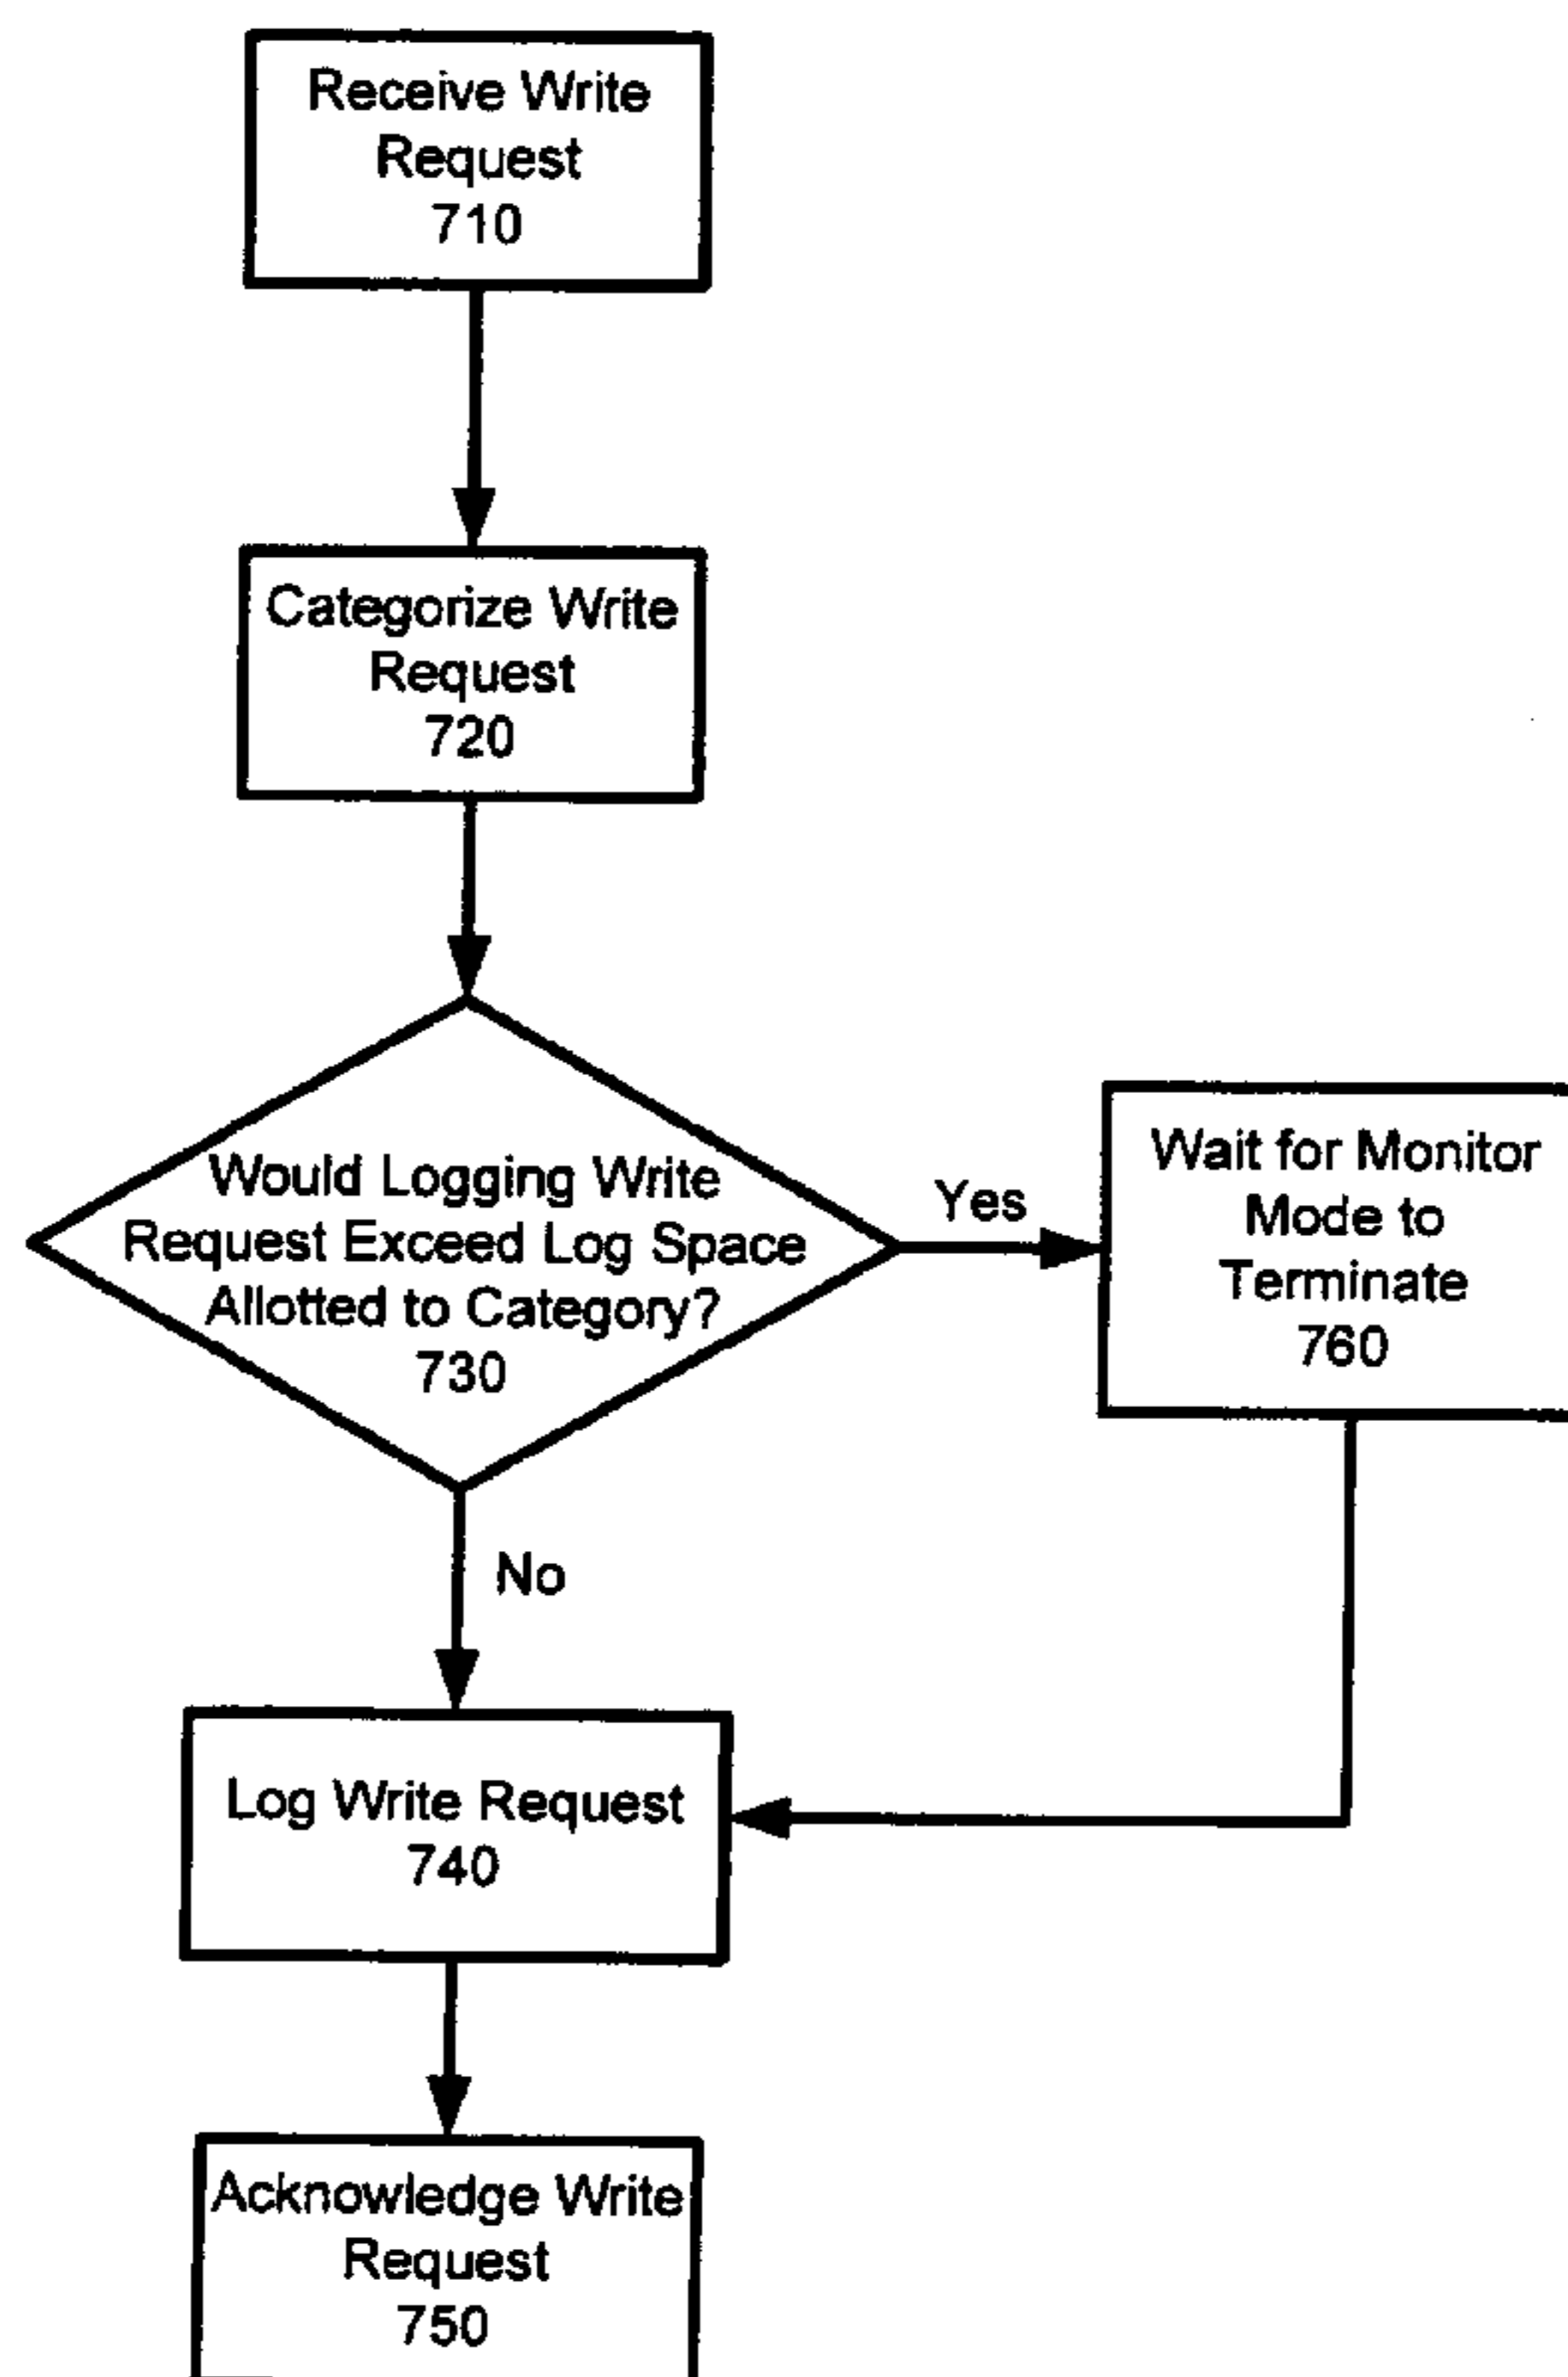 Receive Write
Request
710
Categorize Write
Request
720
Would Logging Write
Request Exceed Log Space
Allotted to Category?
730
Yes
Wait for Monitor
Mode to
Terminate
760
No
Log Write Request
740
Acknowledge Write
Request
750